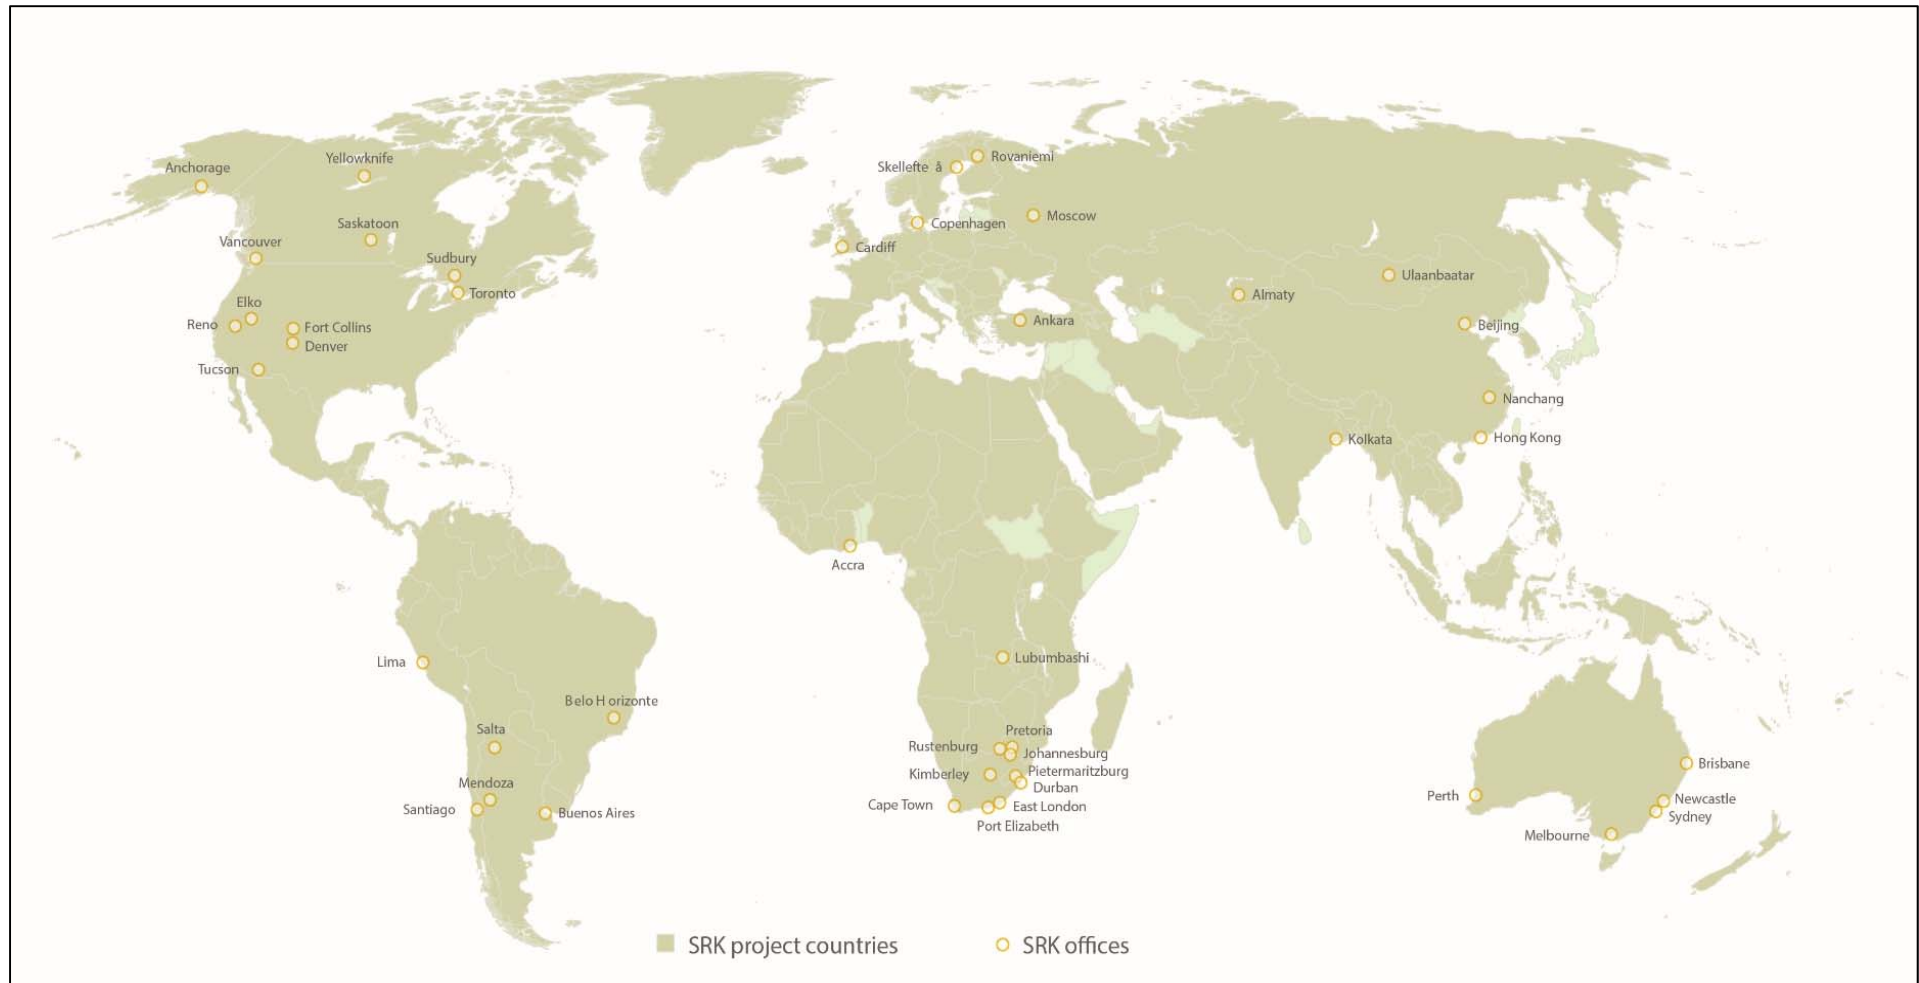 Anchorage
Yellowknife
Saskatoon
Vancouver
Sudbury
Toronto
Elko
Reno
Fort Collins
Denver
Tucson
Lima
Belo H orizonte
Salta
Mendoza
Santiago
Buenos Aires
Skellefte å
Rovaniemi
Copenhagen
Moscow
Cardiff
Ankara
Almaty
Ulaanbaatar
Beijing
Nanchang
Hong Kong
Kolkata
Accra
Lubumbashi
Pretoria
Rustenburg
Johannesburg
Kimberley
Pietermaritzburg
Durban
Cape Town
East London
Port Elizabeth
Brisbane
Perth
Newcastle
Sydney
Melbourne
SRK project countries
SRK offices